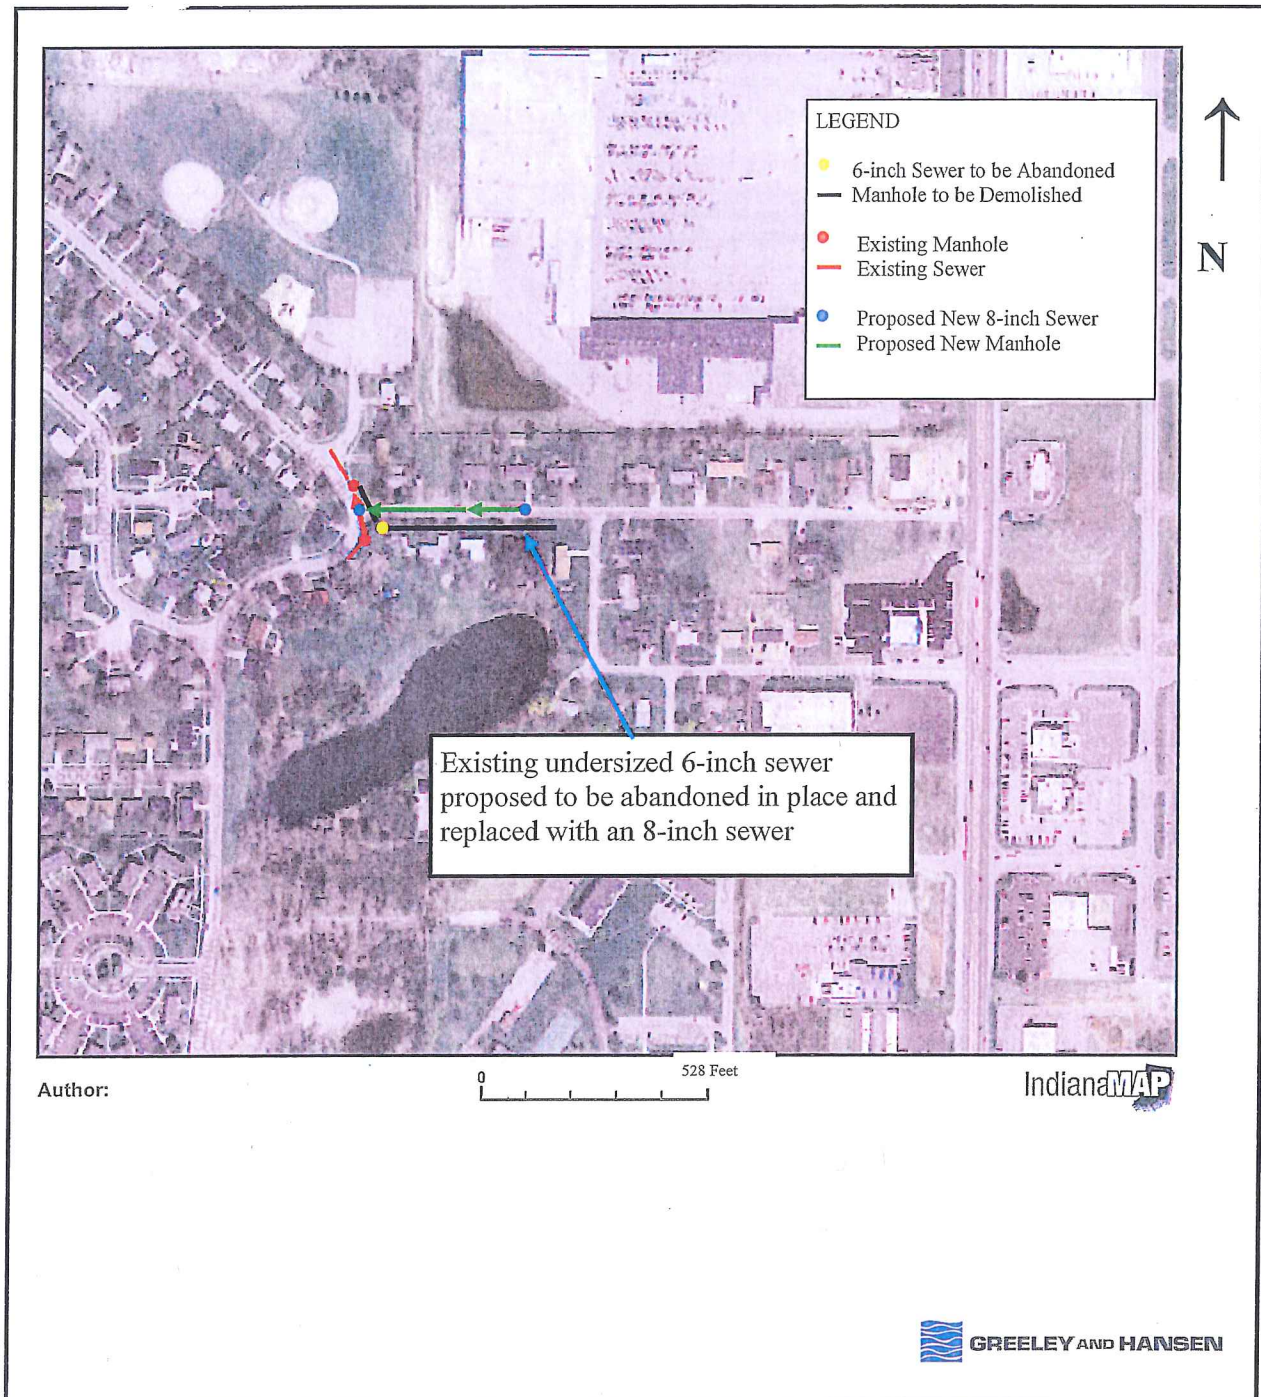 LEGEND
6-inch Sewer to be Abandoned
Manhole to be Demolished
Existing Manhole
Existing Sewer
Proposed New 8-inch Sewer
Proposed New Manhole
N
Existing undersized 6-inch sewer
proposed to be abandoned in place and
replaced with an 8-inch sewer
Author:
0
528 Feet
IndianaMAP
GREELEY AND HANSEN